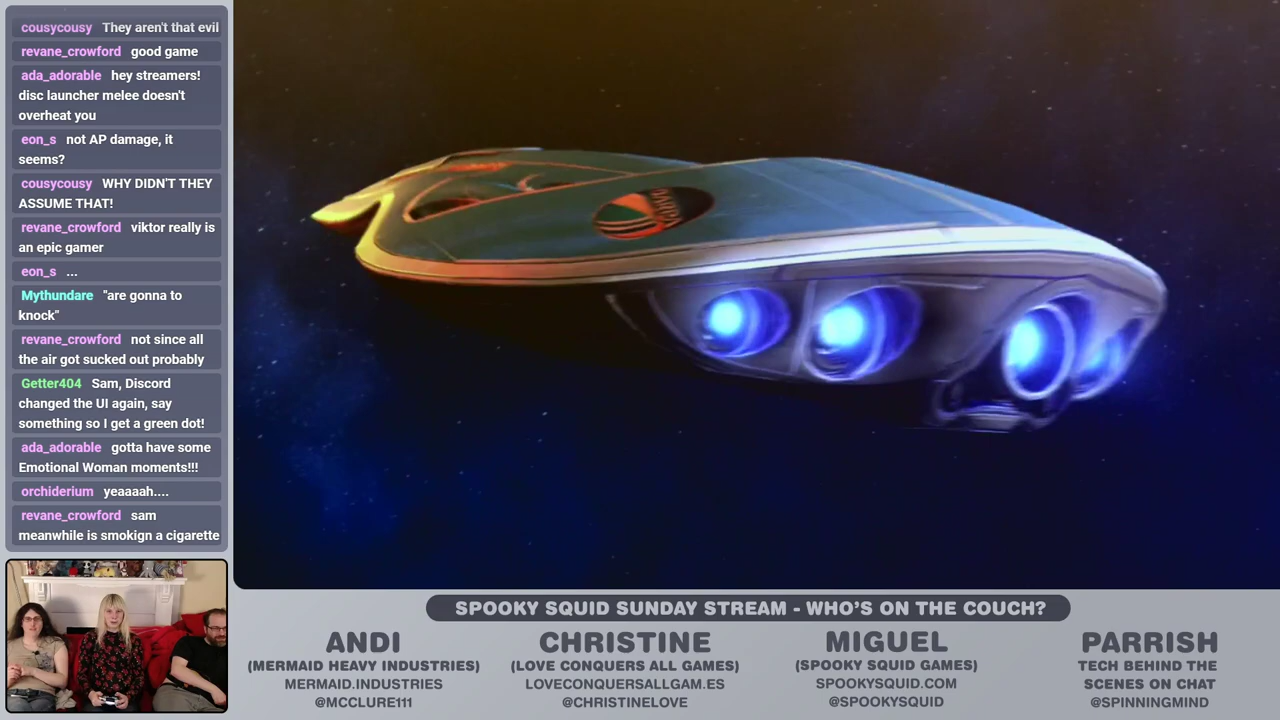 cousycousy They aren't that evil
revane_crowford good game
ada_adorable hey streamers!
disc launcher melee doesn't
overheat you
eon_s not AP damage, it
seems?
cousycousy WHY DIDN'T THEY
ASSUME THAT!
revane_crowford viktor really is
an epic gamer
eon_s ...
Mythundare "are gonna to
knock"
revane_crowford not since all
the air got sucked out probably
Getter404 Sam, Discord
changed the UI again, say
something so I get a green dot!
ada_adorable gotta have some
Emotional Woman moments!!!
orchiderium yeaaaah....
revane_crowford sam
meanwhile is smokign a cigarette
SPOOKY SQUID SUNDAY STREAM - WHO'S ON THE COUCH?
ANDI
(MERMAID HEAVY INDUSTRIES)
MERMAID.INDUSTRIES
@MCCLURE111
CHRISTINE
(LOVE CONQUERS ALL GAMES)
LOVECONQUERSALLGAM.ES
@CHRISTINELOVE
MIGUEL
(SPOOKY SQUID GAMES)
SPOOKYSQUID.COM
@SPOOKYSQUID
PARRISH
TECH BEHIND THE
SCENES ON CHAT
@SPINNINGMIND